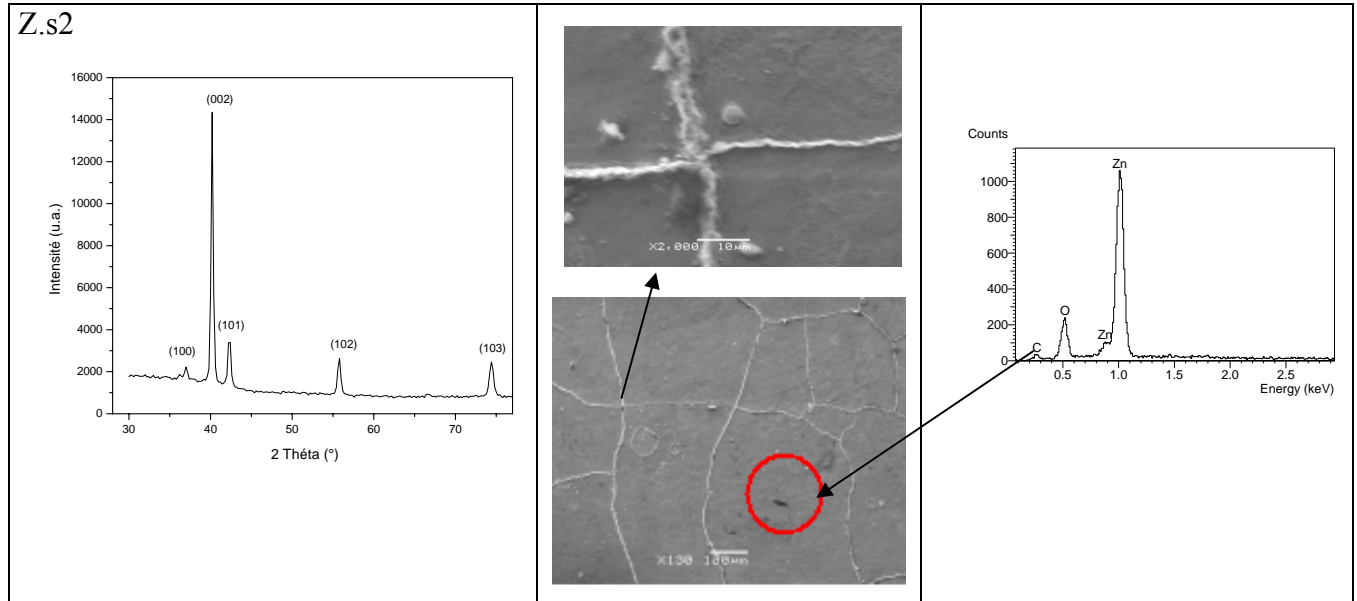 Z.s2
16000
14000
12000
10000
8000
6000
4000
2000
0
Intensité (u.a.)
(100)
(002)
(101)
(102)
(103)
30 40 50 60 70
2 Théta (°)
X2,000 10µm
X130 100µm
Counts
1000
800
600
400
200
0
C
O
Zn
Zn
0.5 1.0 1.5 2.0 2.5
Energy (keV)